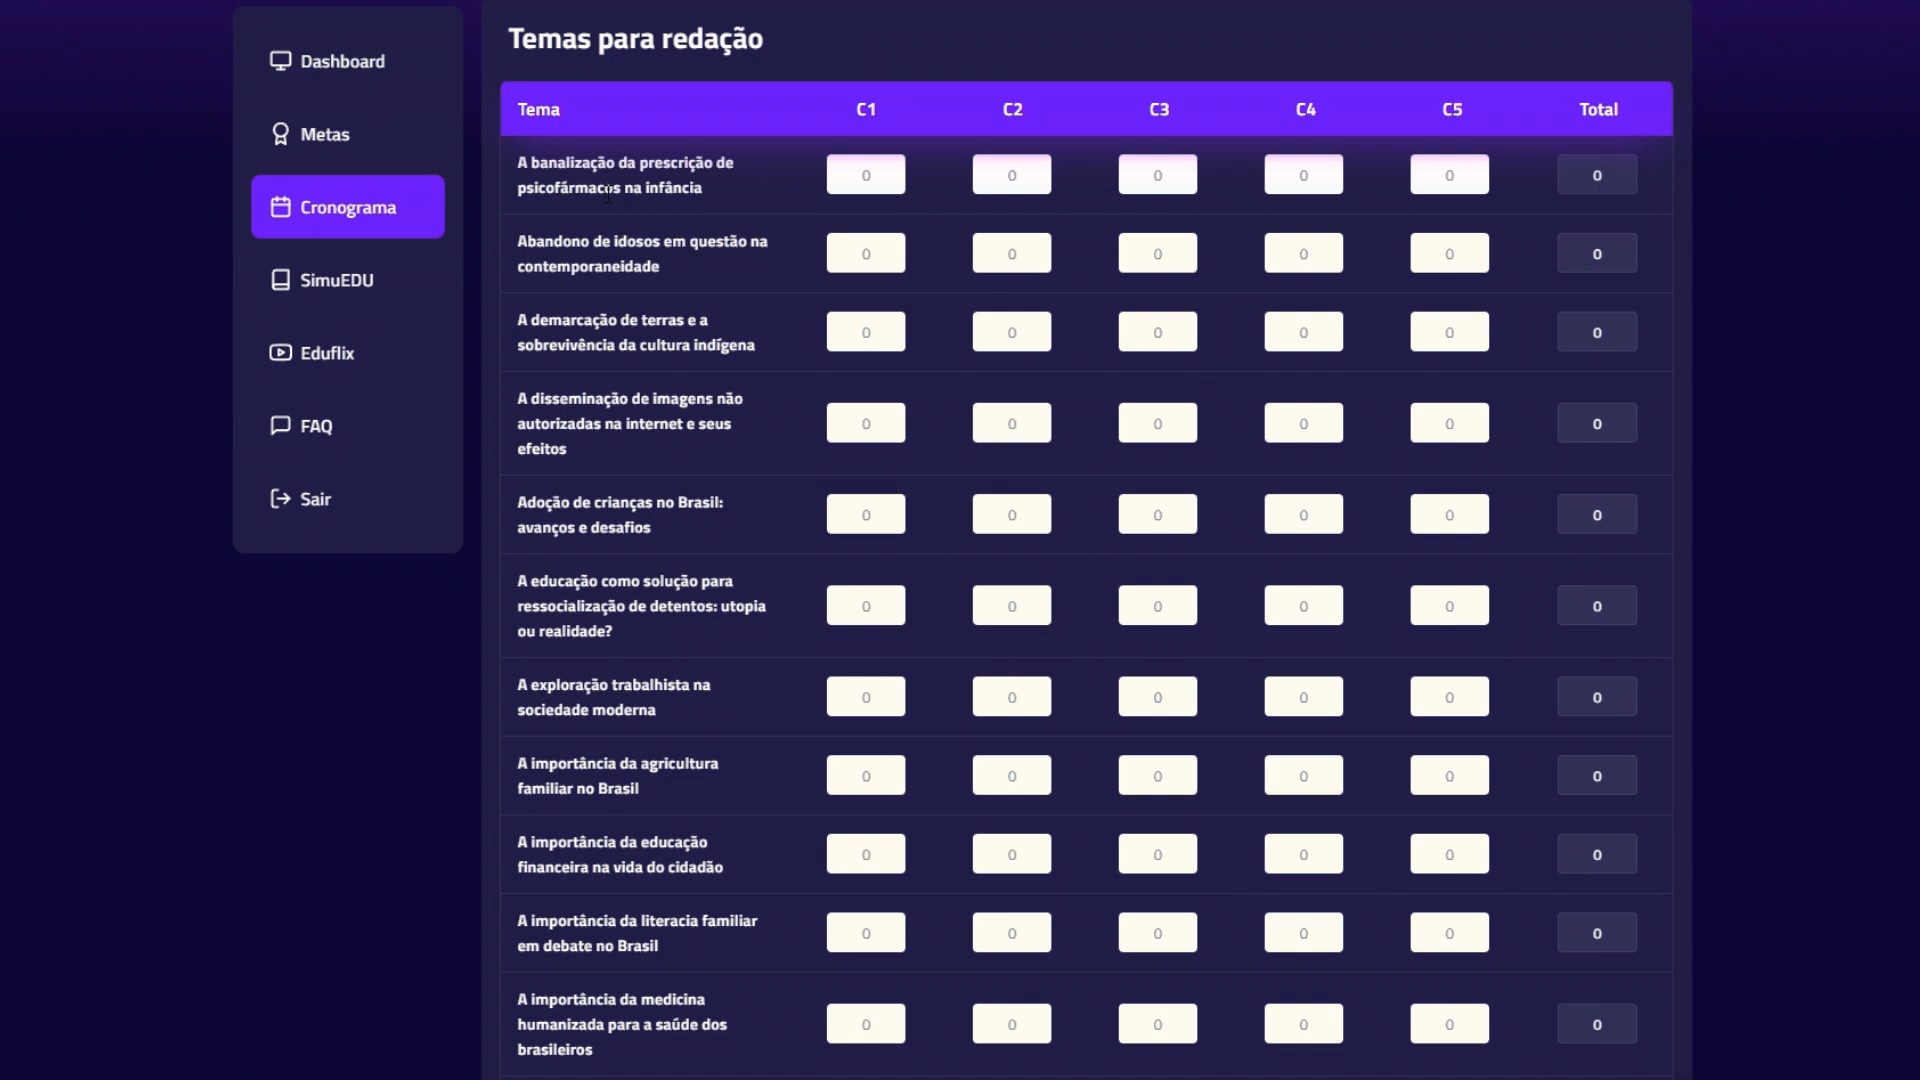 Dashboard
Metas
Cronograma
SimuEDU
Eduflix
FAQ
Sair
Temas para redação
Tema C1 C2 C3 C4 C5 Total
A banalização da prescrição de
psicofármacos na infância
0 0 0 0 0 0
Abandono de idosos em questão na
contemporaneidade
0 0 0 0 0 0
A demarcação de terras e a
sobrevivência da cultura indígena
0 0 0 0 0 0
A disseminação de imagens não
autorizadas na internet e seus
efeitos
0 0 0 0 0 0
Adoção de crianças no Brasil:
avanços e desafios
0 0 0 0 0 0
A educação como solução para
ressocialização de detentos: utopia
ou realidade?
0 0 0 0 0 0
A exploração trabalhista na
sociedade moderna
0 0 0 0 0 0
A importância da agricultura
familiar no Brasil
0 0 0 0 0 0
A importância da educação
financeira na vida do cidadão
0 0 0 0 0 0
A importância da literacia familiar
em debate no Brasil
0 0 0 0 0 0
A importância da medicina
humanizada para a saúde dos
brasileiros
0 0 0 0 0 0